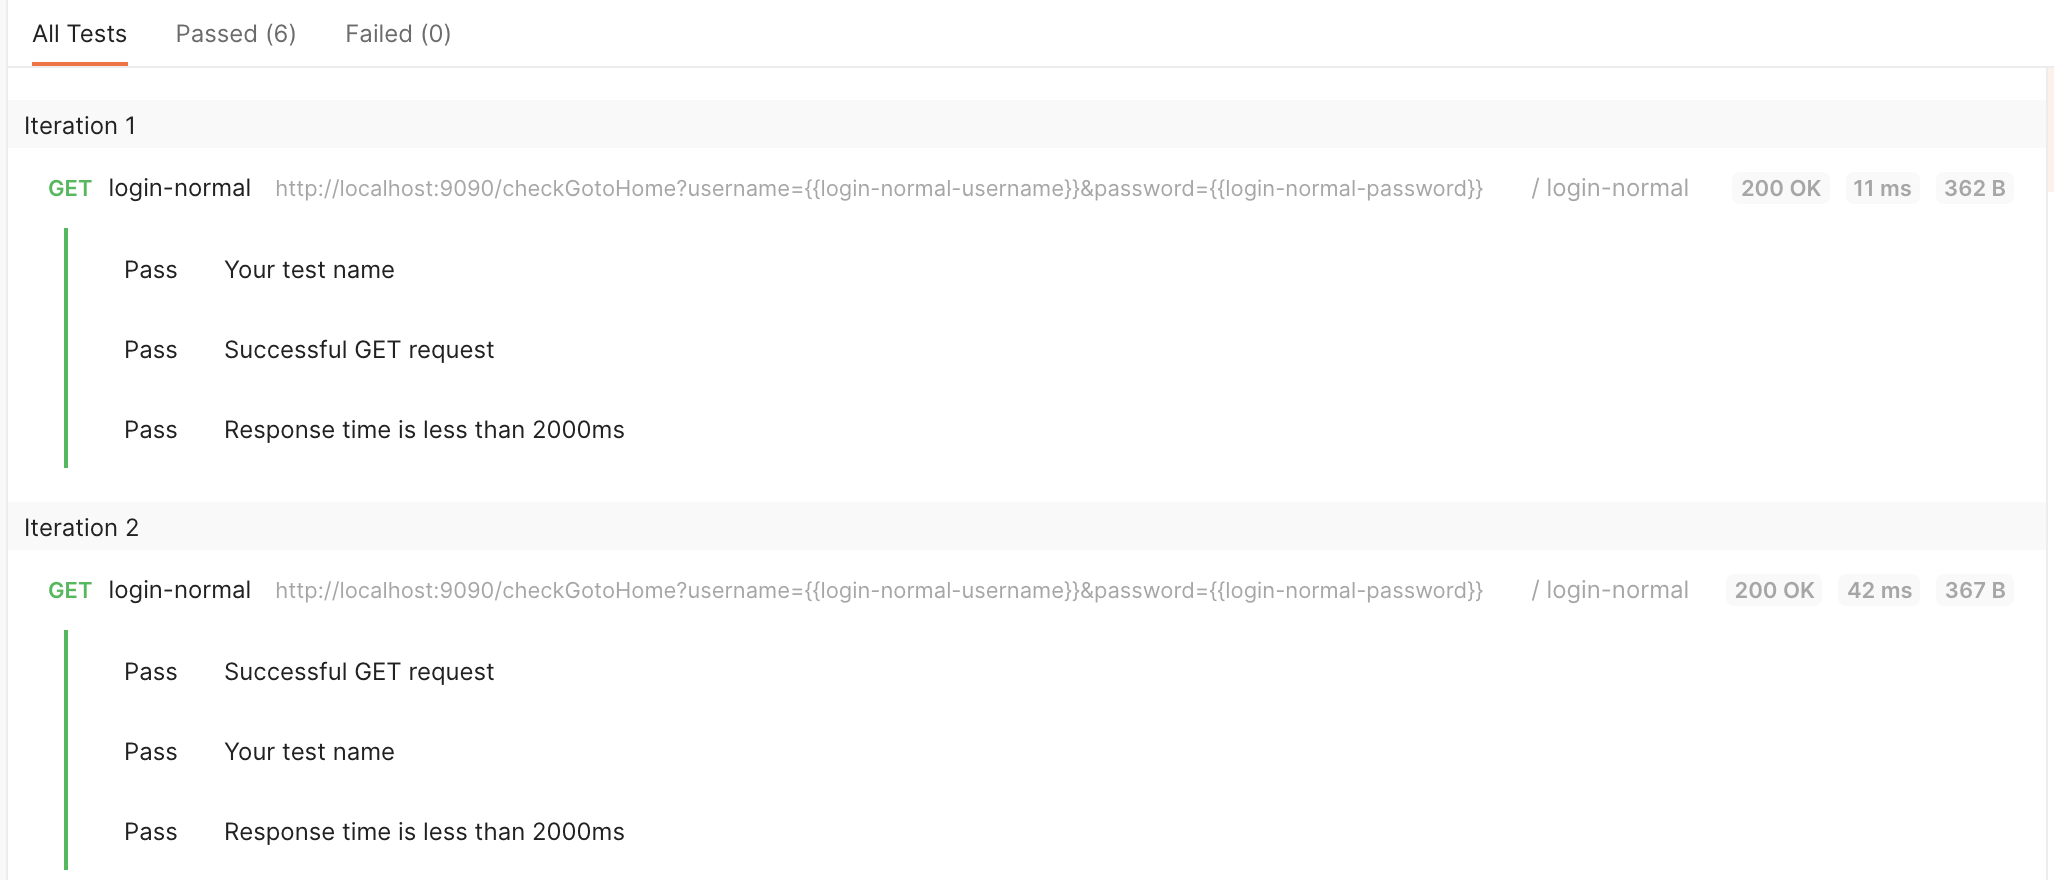 All Tests Passed (6) Failed (0)
Iteration 1
GET login-normal http://localhost:9090/checkGotoHome?username={{login-normal-username}}&password={{login-normal-password}} / login-normal 200 OK 11 ms 362 B
Pass Your test name
Pass Successful GET request
Pass Response time is less than 2000ms
Iteration 2
GET login-normal http://localhost:9090/checkGotoHome?username={{login-normal-username}}&password={{login-normal-password}} / login-normal 200 OK 42 ms 367 B
Pass Successful GET request
Pass Your test name
Pass Response time is less than 2000ms